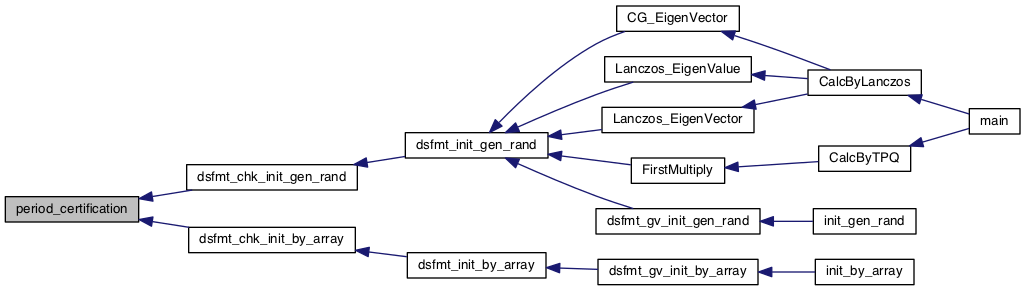 CG_EigenVector
Lanczos_EigenValue
CalcByLanczos
Lanczos_EigenVector
main
dsfmt_init_gen_rand
CalcByTPQ
FirstMultiply
dsfmt_chk_init_gen_rand
period_certification
dsfmt_gv_init_gen_rand
init_gen_rand
dsfmt_chk_init_by_array
dsfmt_init_by_array
dsfmt_gv_init_by_array
init_by_array